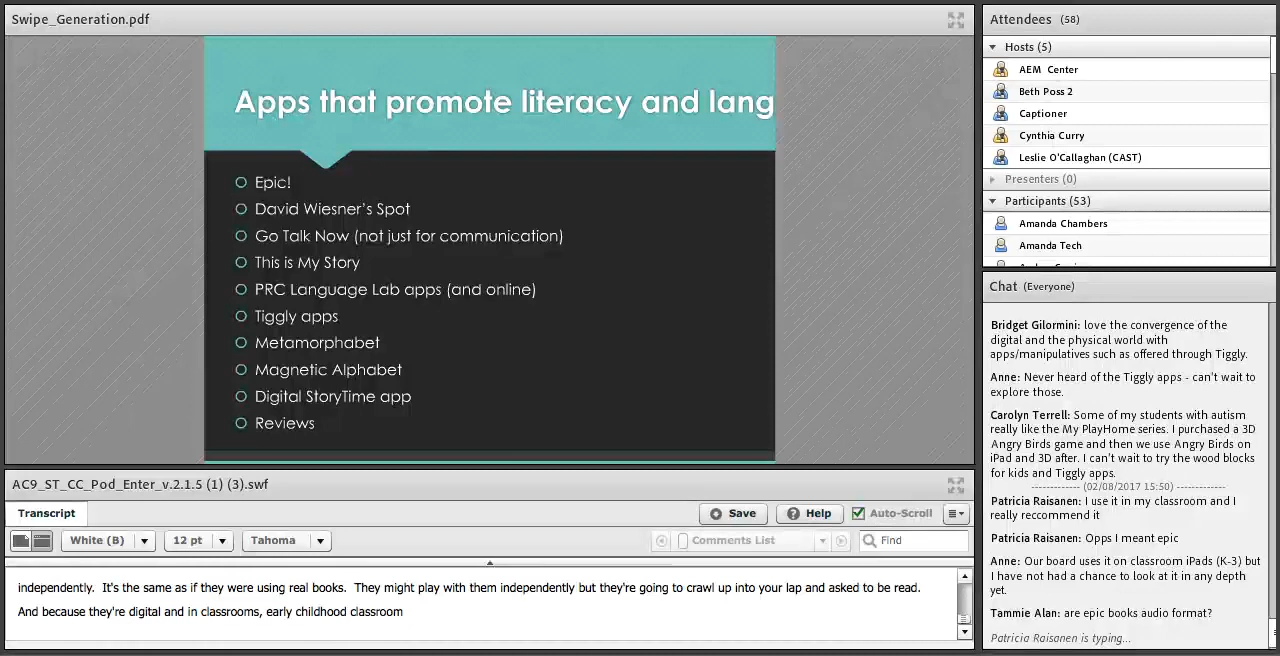 Swipe_Generation.pdf
Apps that promote literacy and lang
Epic!
David Wiesner's Spot
Go Talk Now (not just for communication)
This is My Story
PRC Language Lab apps (and online)
Tiggly apps
Metamorphabet
Magnetic Alphabet
Digital StoryTime app
Reviews
AC9_ST_CC_Pod_Enter_v.2.1.5 (1) (3).swf
Transcript
Save
Help
Auto-Scroll
White (B)
12 pt
Tahoma
Comments List
Find
independently.  It's the same as if they were using real books.  They might play with them independently but they're going to crawl up into your lap and asked to be read.
And because they're digital and in classrooms, early childhood classroom
Attendees (58)
Hosts (5)
AEM Center
Beth Poss 2
Captioner
Cynthia Curry
Leslie O'Callaghan (CAST)
Presenters (0)
Participants (53)
Amanda Chambers
Amanda Tech
Chat (Everyone)
Bridget Gilormini: love the convergence of the
digital and the physical world with
apps/manipulatives such as offered through Tiggly.
Anne: Never heard of the Tiggly apps - can't wait to
explore those.
Carolyn Terrell: Some of my students with autism
really like the My PlayHome series. I purchased a 3D
Angry Birds game and then we use Angry Birds on
iPad and 3D after. I can't wait to try the wood blocks
for kids and Tiggly apps.
------------- (02/08/2017 15:50) -------------
Patricia Raisanen: I use it in my classroom and I
really reccommend it
Patricia Raisanen: Opps I meant epic
Anne: Our board uses it on classroom iPads (K-3) but
I have not had a chance to look at it in any depth
yet.
Tammie Alan: are epic books audio format?
Patricia Raisanen is typing...